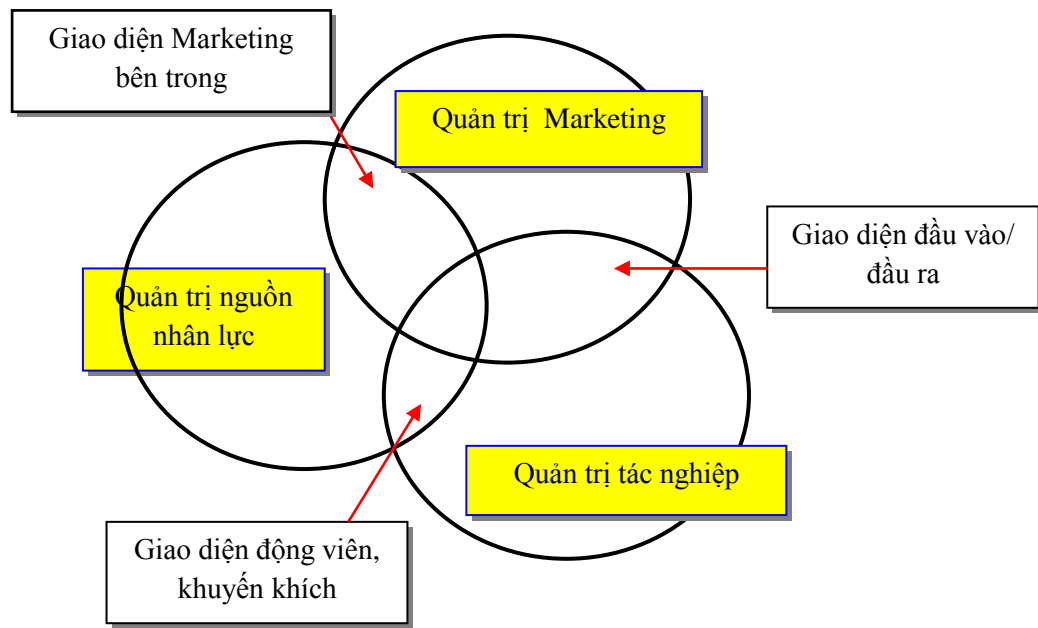 Giao diện Marketing
bên trong
Quản trị Marketing
Giao diện đầu vào/
đầu ra
Quản trị nguồn
nhân lực
Quản trị tác nghiệp
Giao diện động viên,
khuyến khích